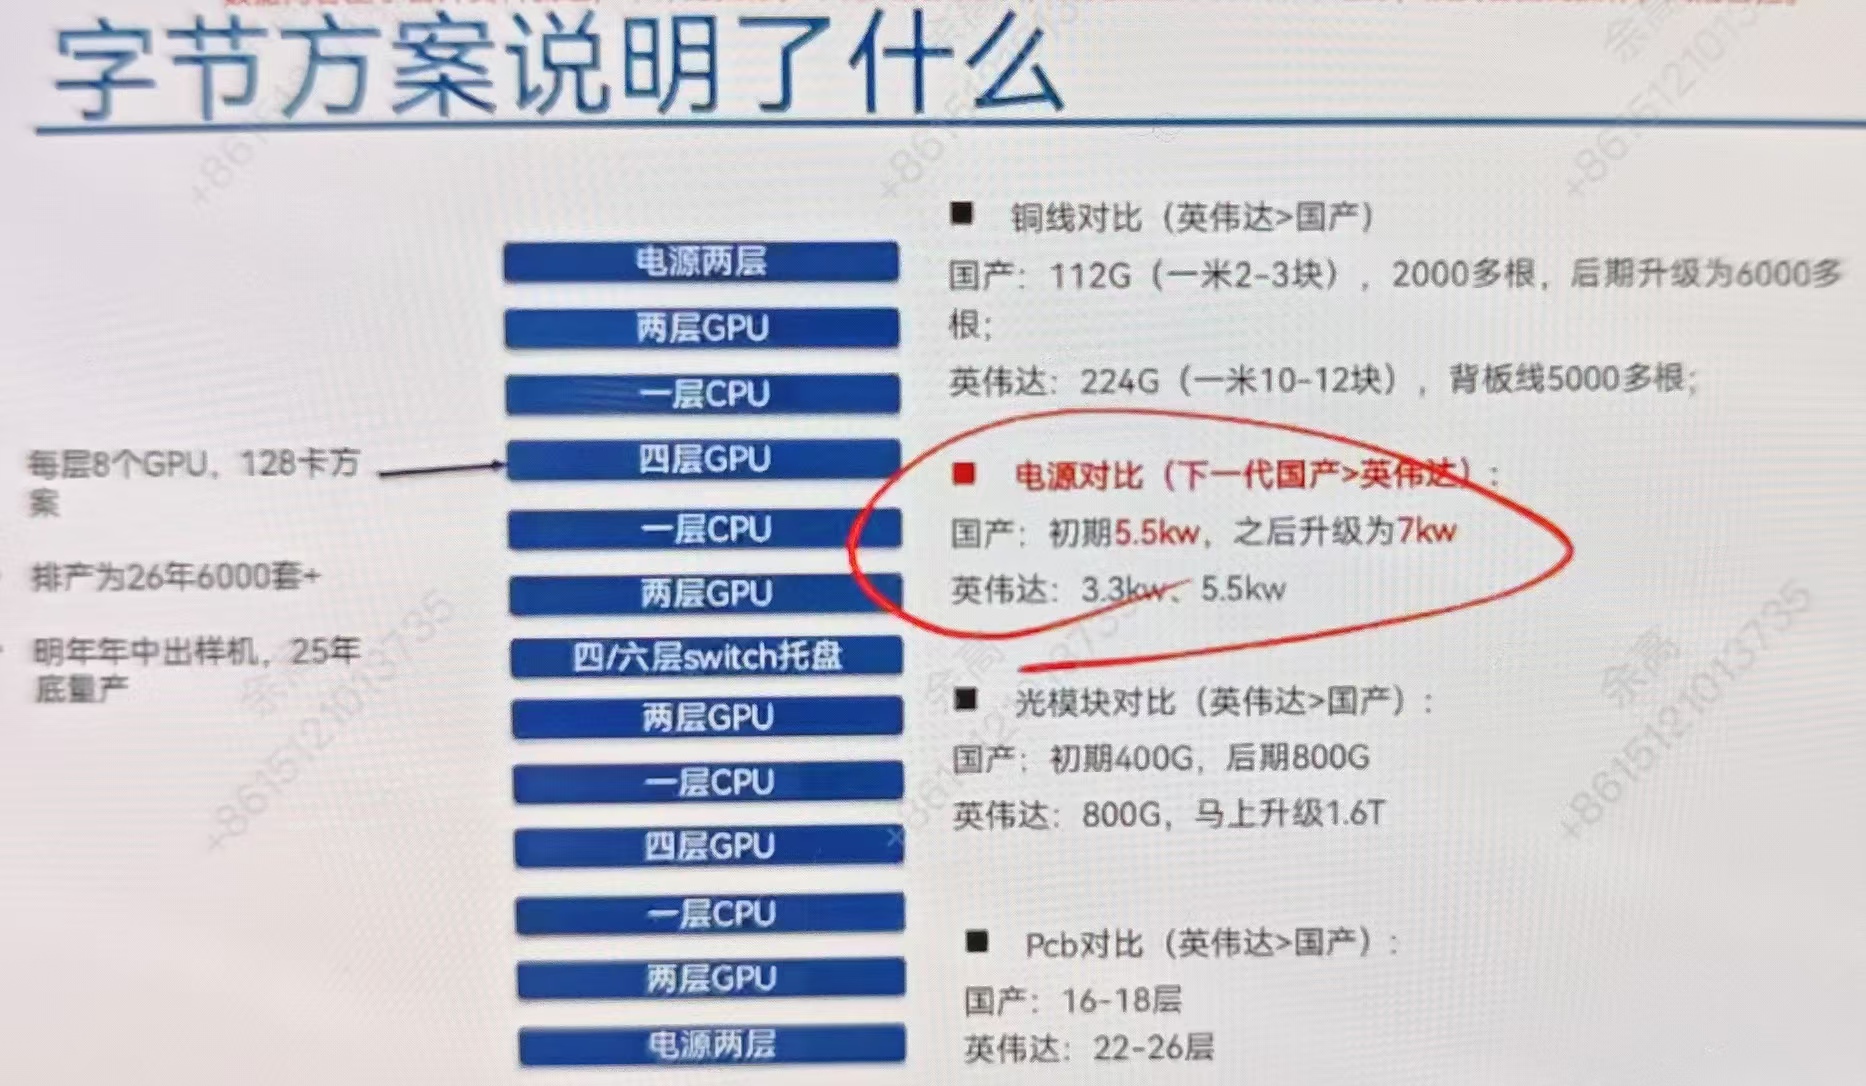 字节方案说明了什么
每层8个GPU，128卡方
案
排产为26年6000套+
明年年中出样机，25年
底量产
电源两层
两层GPU
一层CPU
四层GPU
一层CPU
两层GPU
四/六层switch托盘
两层GPU
一层CPU
四层GPU
一层CPU
两层GPU
电源两层
■ 铜线对比（英伟达>国产）
国产：112G（一米2-3块），2000多根，后期升级为6000多
根；
英伟达：224G（一米10-12块），背板线5000多根；
■ 电源对比（下一代国产>英伟达）：
国产：初期5.5kw，之后升级为7kw
英伟达：3.3kw、5.5kw
■ 光模块对比（英伟达>国产）：
国产：初期400G，后期800G
英伟达：800G，马上升级1.6T
■ Pcb对比（英伟达>国产）：
国产：16-18层
英伟达：22-26层
余高
+8615121013735